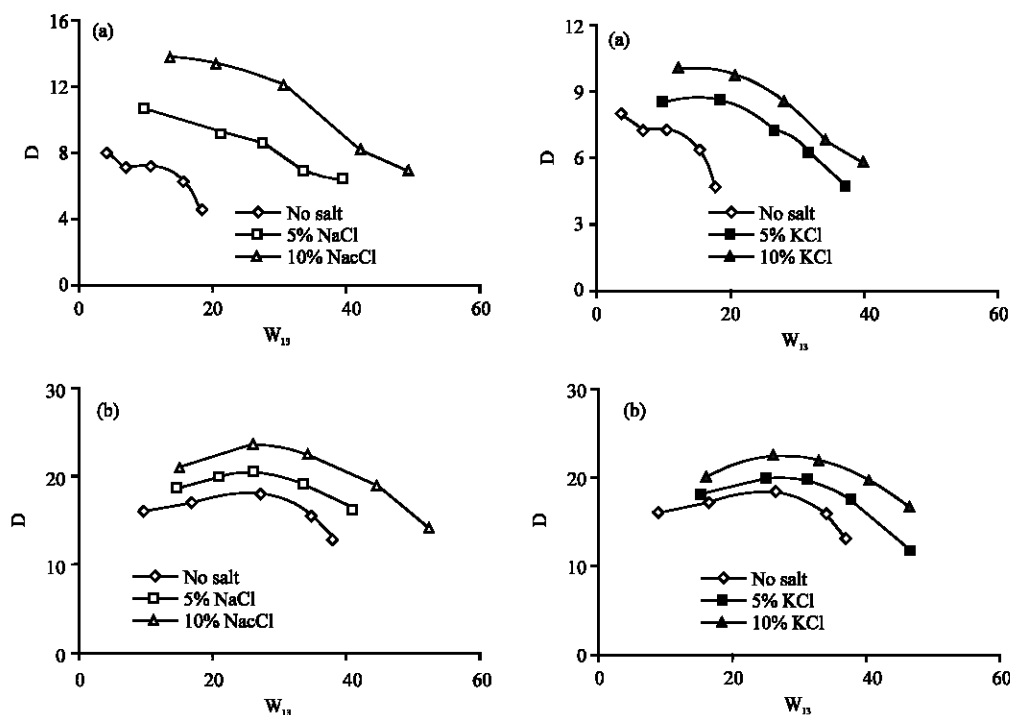 (a)
16
12
8
4
0
D
No salt
5% NaCl
10% NacCl
0 20 40 60
W₁₃
(a)
12
9
6
3
0
D
No salt
5% KCl
10% KCl
0 20 40 60
W₁₃
(b)
30
20
10
0
D
No salt
5% NaCl
10% NacCl
0 20 40 60
W₁₃
(b)
30
20
10
0
D
No salt
5% KCl
10% KCl
0 20 40 60
W₁₃